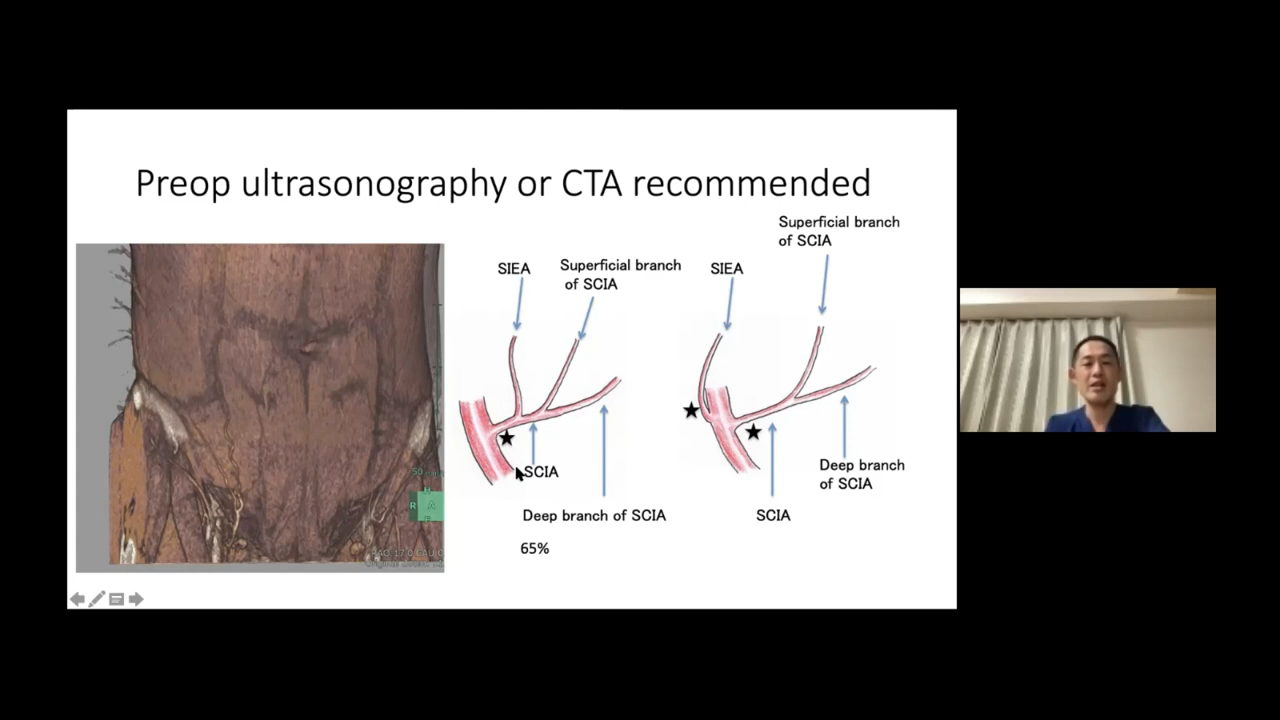 Preop ultrasonography or CTA recommended
Superficial branch
of SCIA
SIEA
Superficial branch
of SCIA
SIEA
SCIA
Deep branch
of SCIA
Deep branch of SCIA
SCIA
65%
R
A